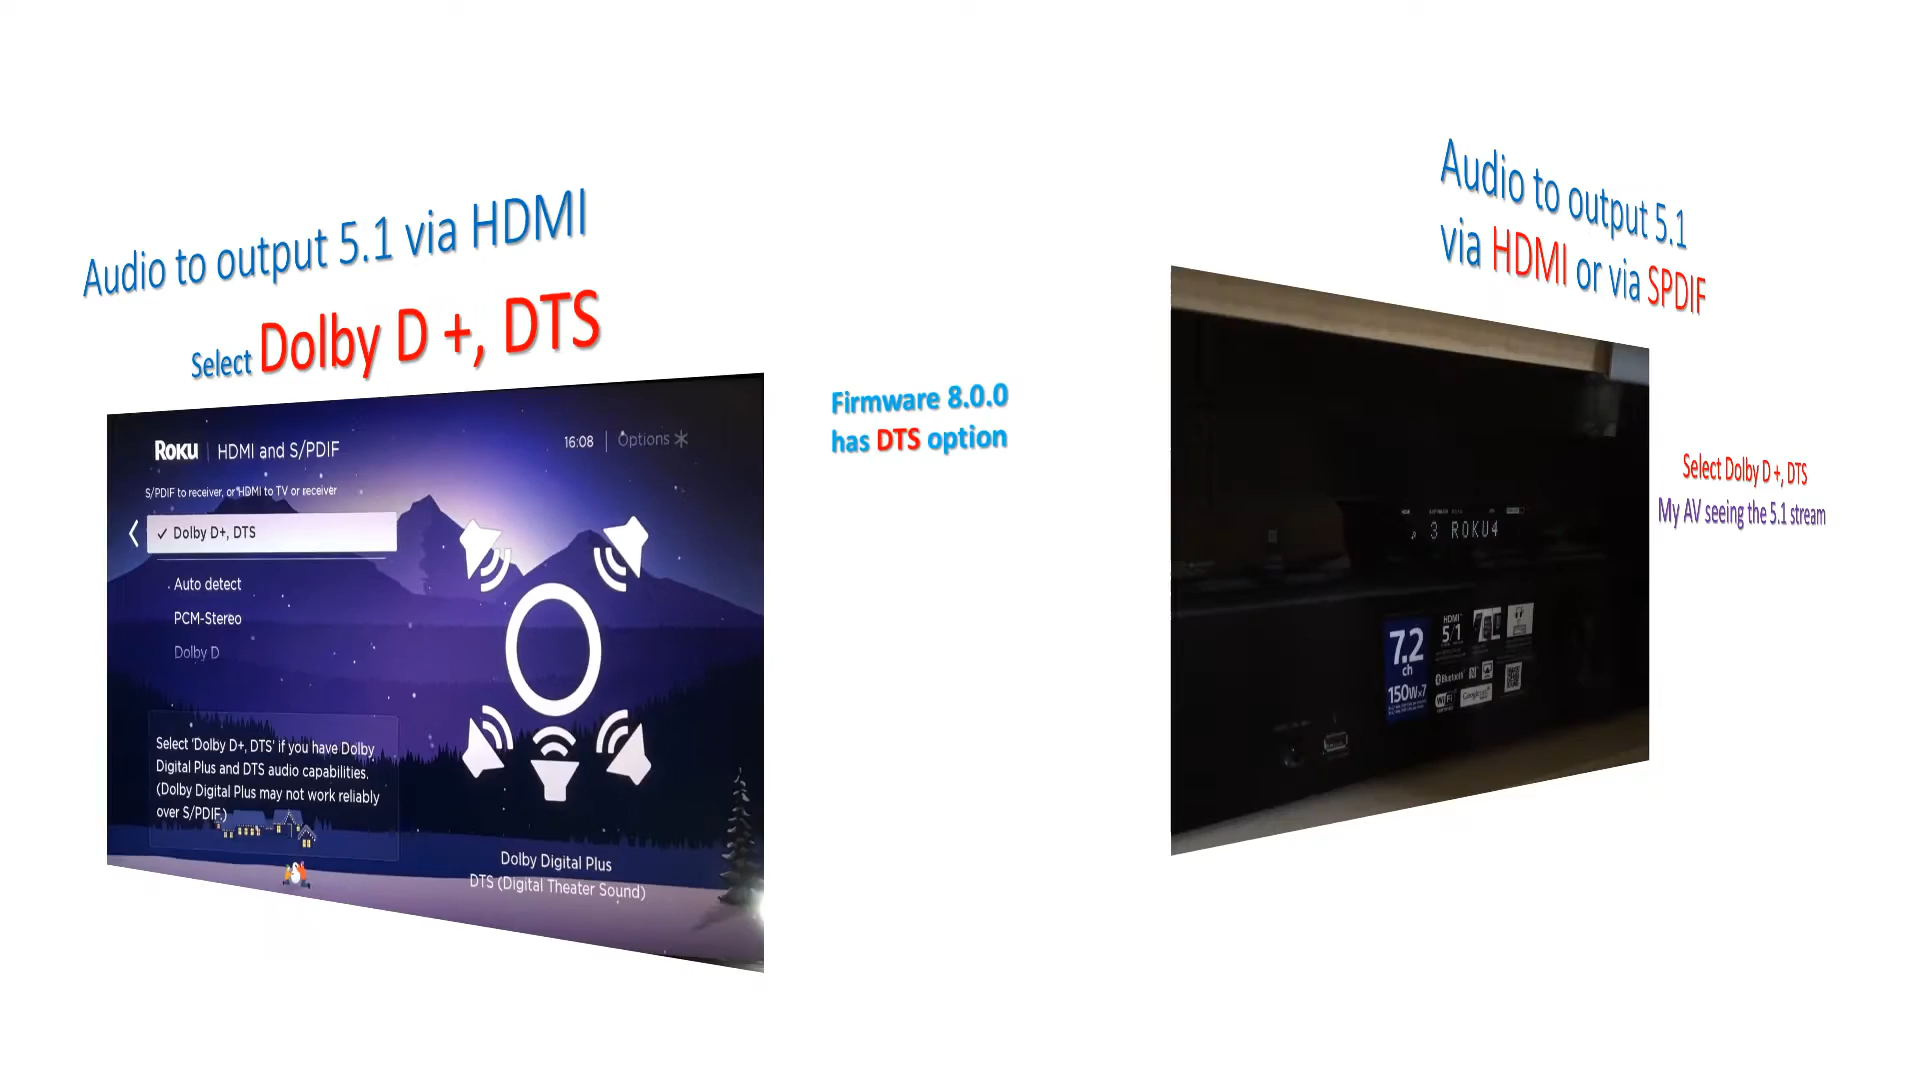 Audio to output 5.1 via HDMI
Select Dolby D +, DTS
ROKU | HDMI and S/PDIF
16:08 | Options
S/PDIF to receiver, or HDMI to TV or receiver
Dolby D+, DTS
Auto detect
PCM-Stereo
Dolby D
Select 'Dolby D+, DTS' if you have Dolby
Digital Plus and DTS audio capabilities.
(Dolby Digital Plus may not work reliably
over S/PDIF.)
Dolby Digital Plus
DTS (Digital Theater Sound)
Firmware 8.0.0
has DTS option
Audio to output 5.1
via HDMI or via SPDIF
3 ROKU4
7.2
ch
150W×7
HDMI
5/1
Bluetooth
WiFi
Select Dolby D +, DTS
My AV seeing the 5.1 stream